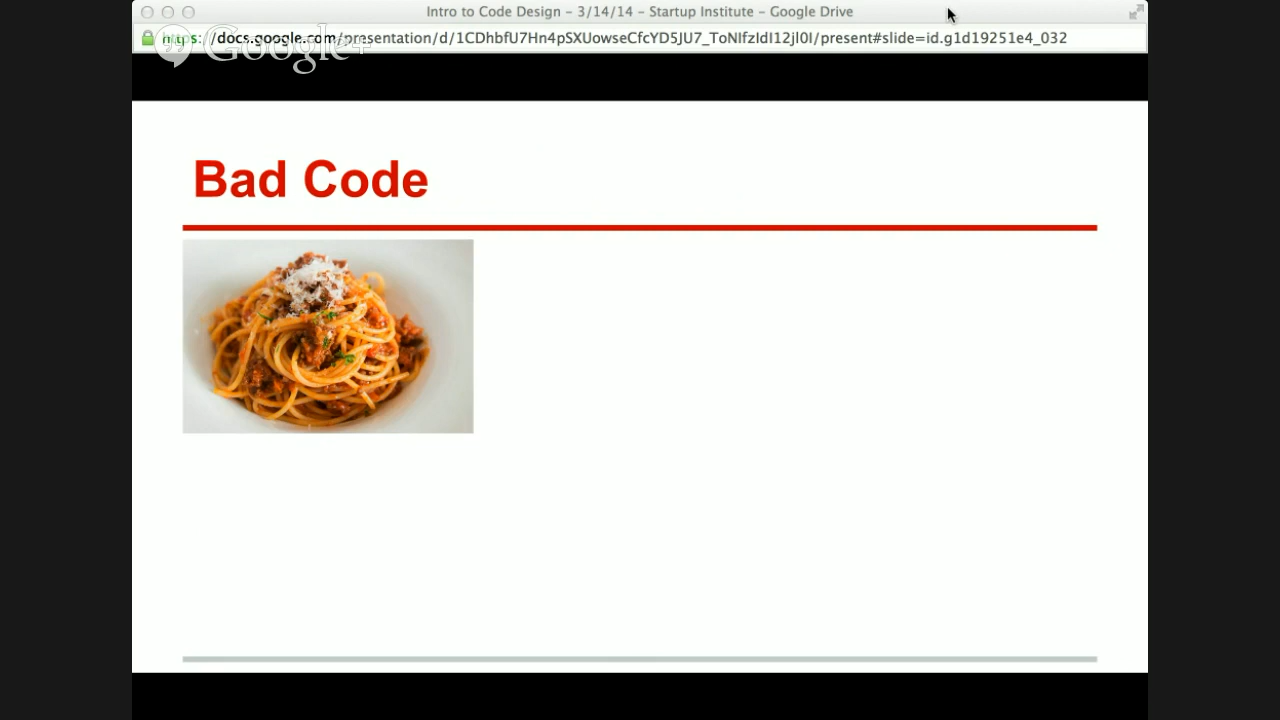 Intro to Code Design – 3/14/14 – Startup Institute – Google Drive
https://docs.google.com/presentation/d/1CDhbfU7Hn4pSXUowseCfcYD5JU7_ToNIfzIdI12jl0I/present#slide=id.g1d19251e4_032
Google+
Bad Code